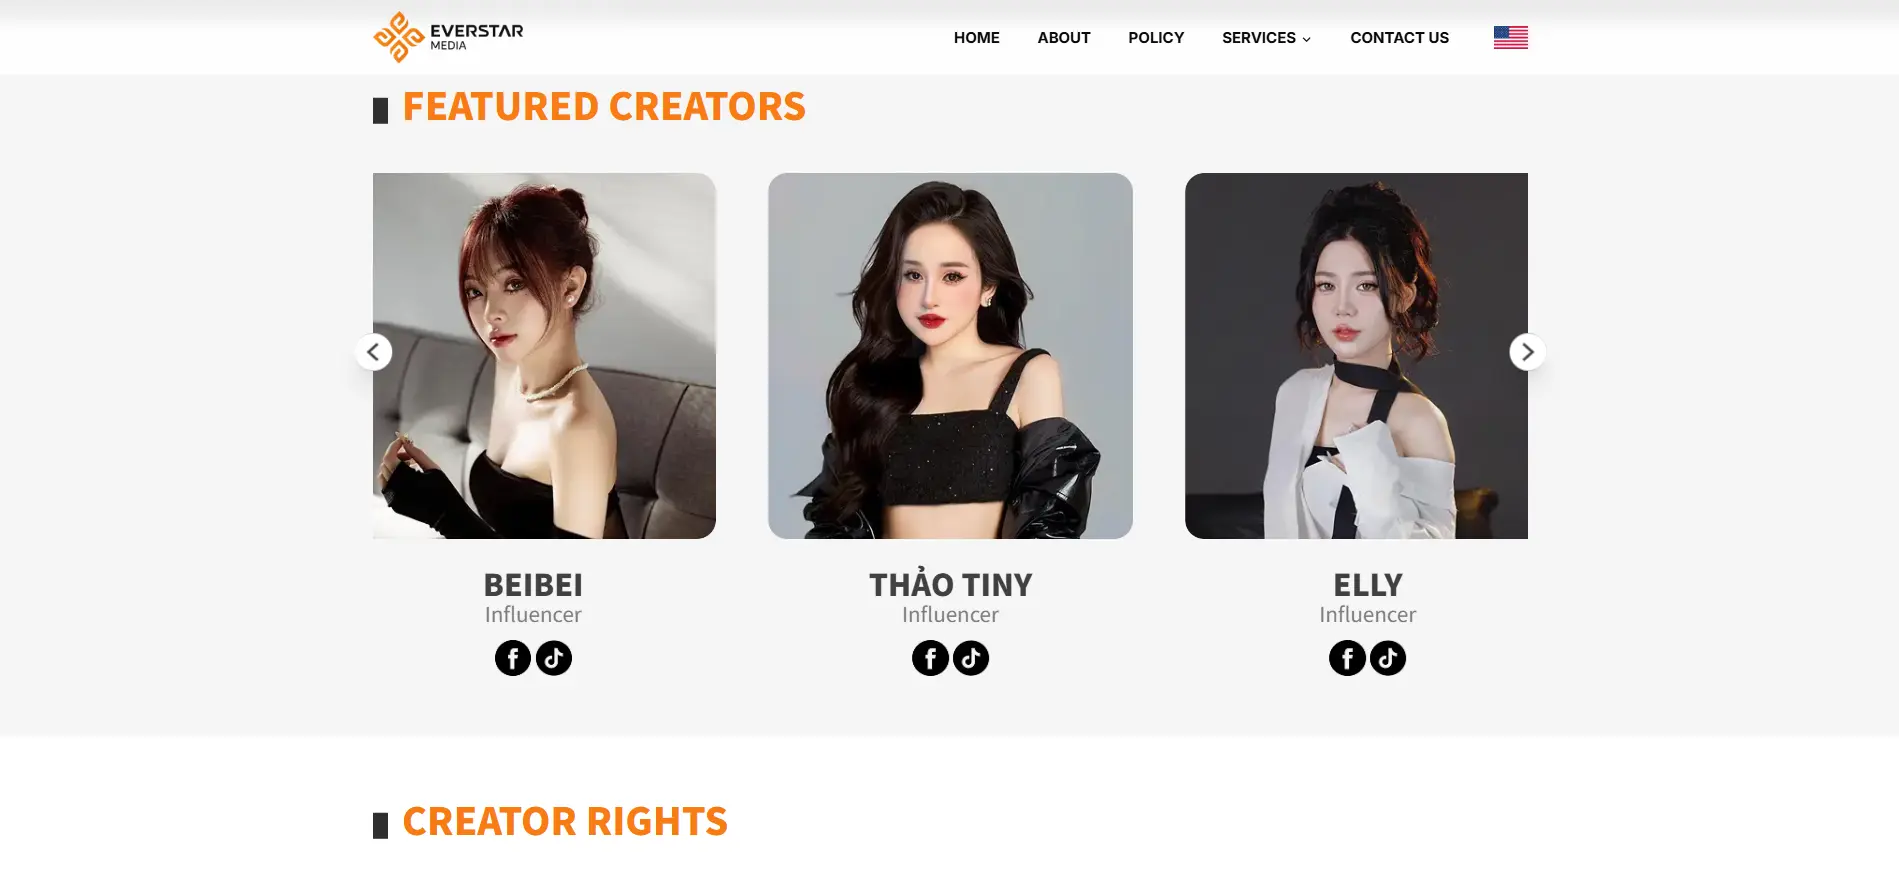 EVERSTAR
MEDIA
HOME ABOUT POLICY SERVICES CONTACT US
FEATURED CREATORS
BEIBEI
Influencer
THẢO TINY
Influencer
ELLY
Influencer
CREATOR RIGHTS